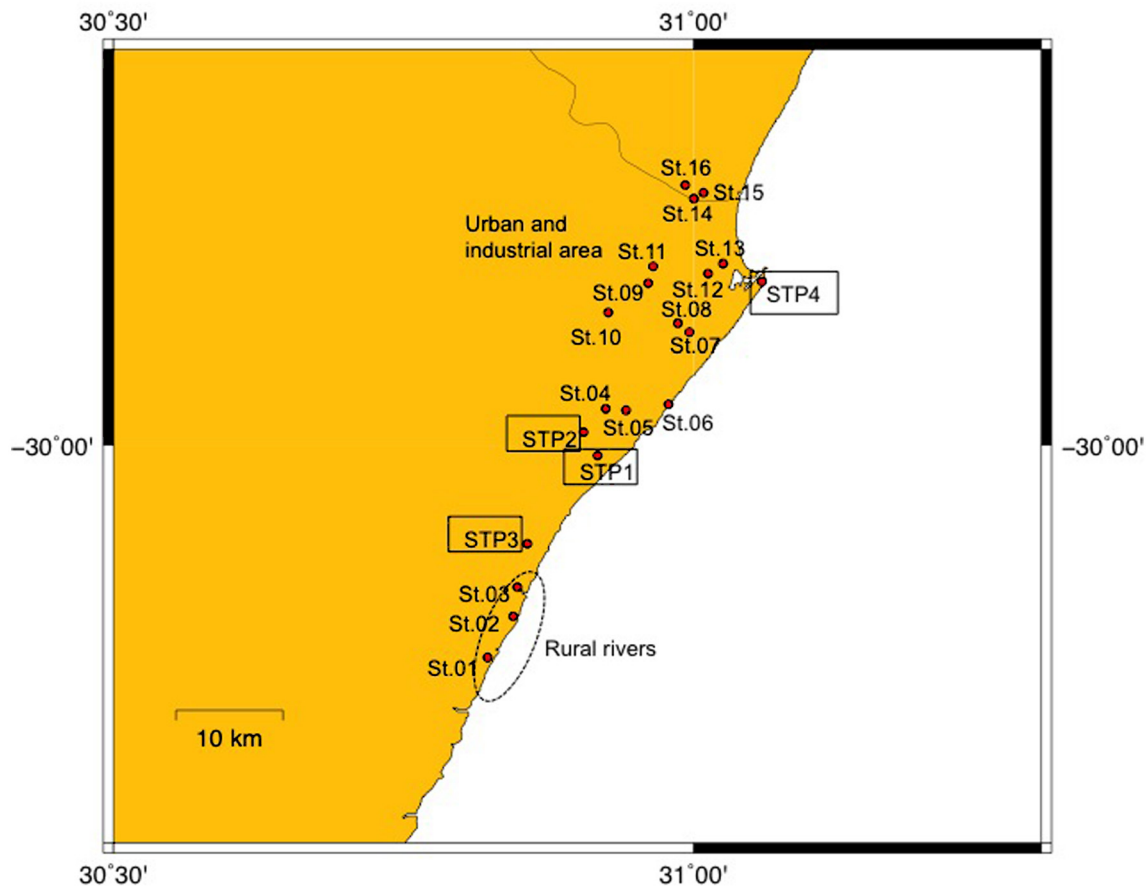 30˚30'
31˚00'
St.16
St.15
St.14
Urban and
industrial area
St.11
St.13
St.09
St.12
STP4
St.08
St.10
St.07
St.04
St.05
St.06
STP2
−30˚00'
−30˚00'
STP1
STP3
St.03
St.02
Rural rivers
St.01
10 km
30˚30'
31˚00'